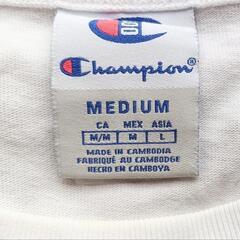 Champion
MEDIUM
CA MEX ASIA
M/M M L
MADE IN CAMBODIA
FABRIQUÉ AU CAMBODGE
HECHO EN CAMBOYA